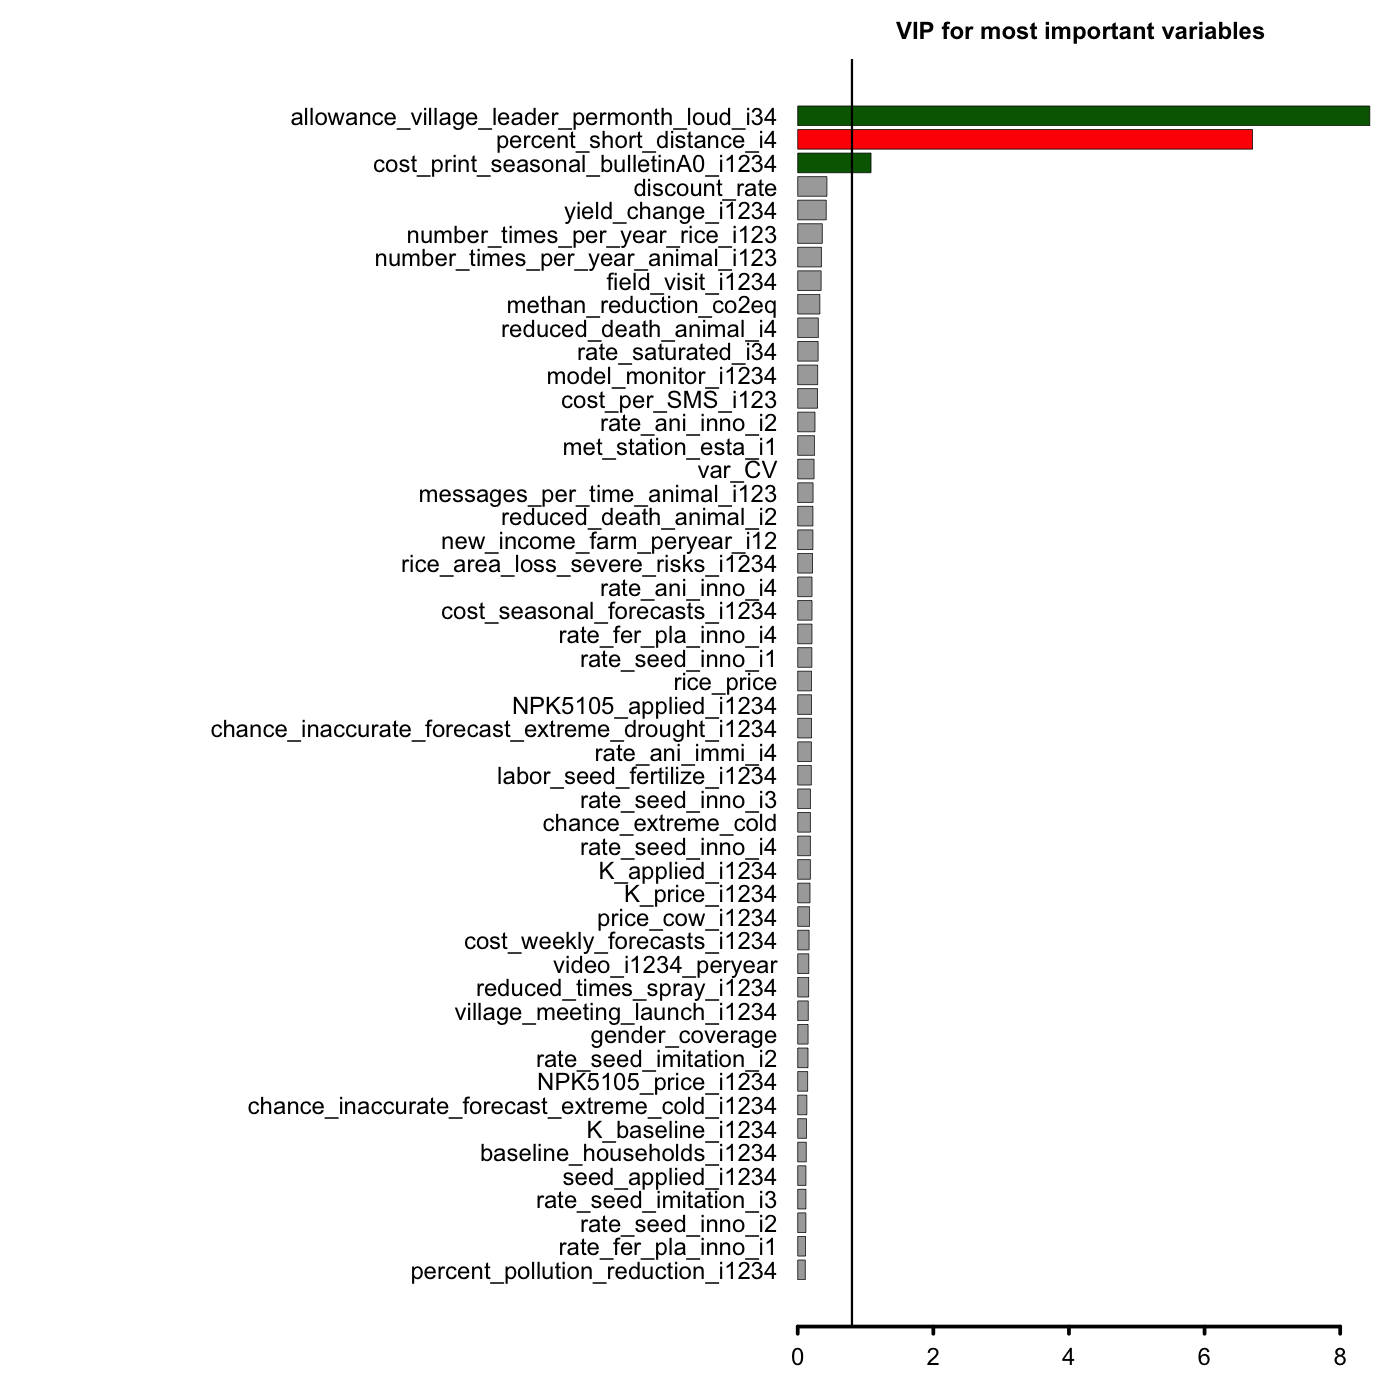 VIP for most important variables
allowance_village_leader_permonth_loud_i34
percent_short_distance_i4
cost_print_seasonal_bulletinA0_i1234
discount_rate
yield_change_i1234
number_times_per_year_rice_i123
number_times_per_year_animal_i123
field_visit_i1234
methan_reduction_co2eq
reduced_death_animal_i4
rate_saturated_i34
model_monitor_i1234
cost_per_SMS_i123
rate_ani_inno_i2
met_station_esta_i1
var_CV
messages_per_time_animal_i123
reduced_death_animal_i2
new_income_farm_peryear_i12
rice_area_loss_severe_risks_i1234
rate_ani_inno_i4
cost_seasonal_forecasts_i1234
rate_fer_pla_inno_i4
rate_seed_inno_i1
rice_price
NPK5105_applied_i1234
chance_inaccurate_forecast_extreme_drought_i1234
rate_ani_immi_i4
labor_seed_fertilize_i1234
rate_seed_inno_i3
chance_extreme_cold
rate_seed_inno_i4
K_applied_i1234
K_price_i1234
price_cow_i1234
cost_weekly_forecasts_i1234
video_i1234_peryear
reduced_times_spray_i1234
village_meeting_launch_i1234
gender_coverage
rate_seed_imitation_i2
NPK5105_price_i1234
chance_inaccurate_forecast_extreme_cold_i1234
K_baseline_i1234
baseline_households_i1234
seed_applied_i1234
rate_seed_imitation_i3
rate_seed_inno_i2
rate_fer_pla_inno_i1
percent_pollution_reduction_i1234
0 2 4 6 8